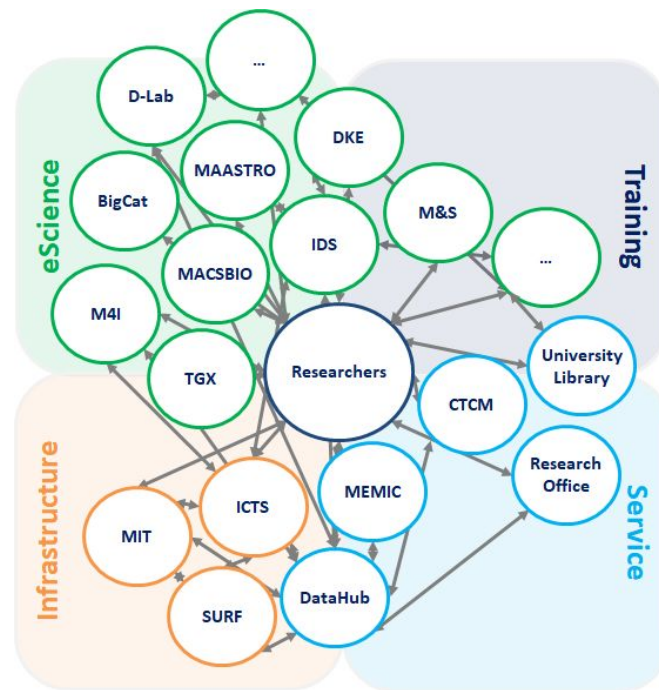 ...
D-Lab
DKE
MAASTRO
BigCat
M&S
IDS
...
MACSBIO
M4I
Researchers
University
Library
TGX
CTCM
Research
Office
MEMIC
ICTS
MIT
DataHub
SURF
eScience
Training
Infrastructure
Service